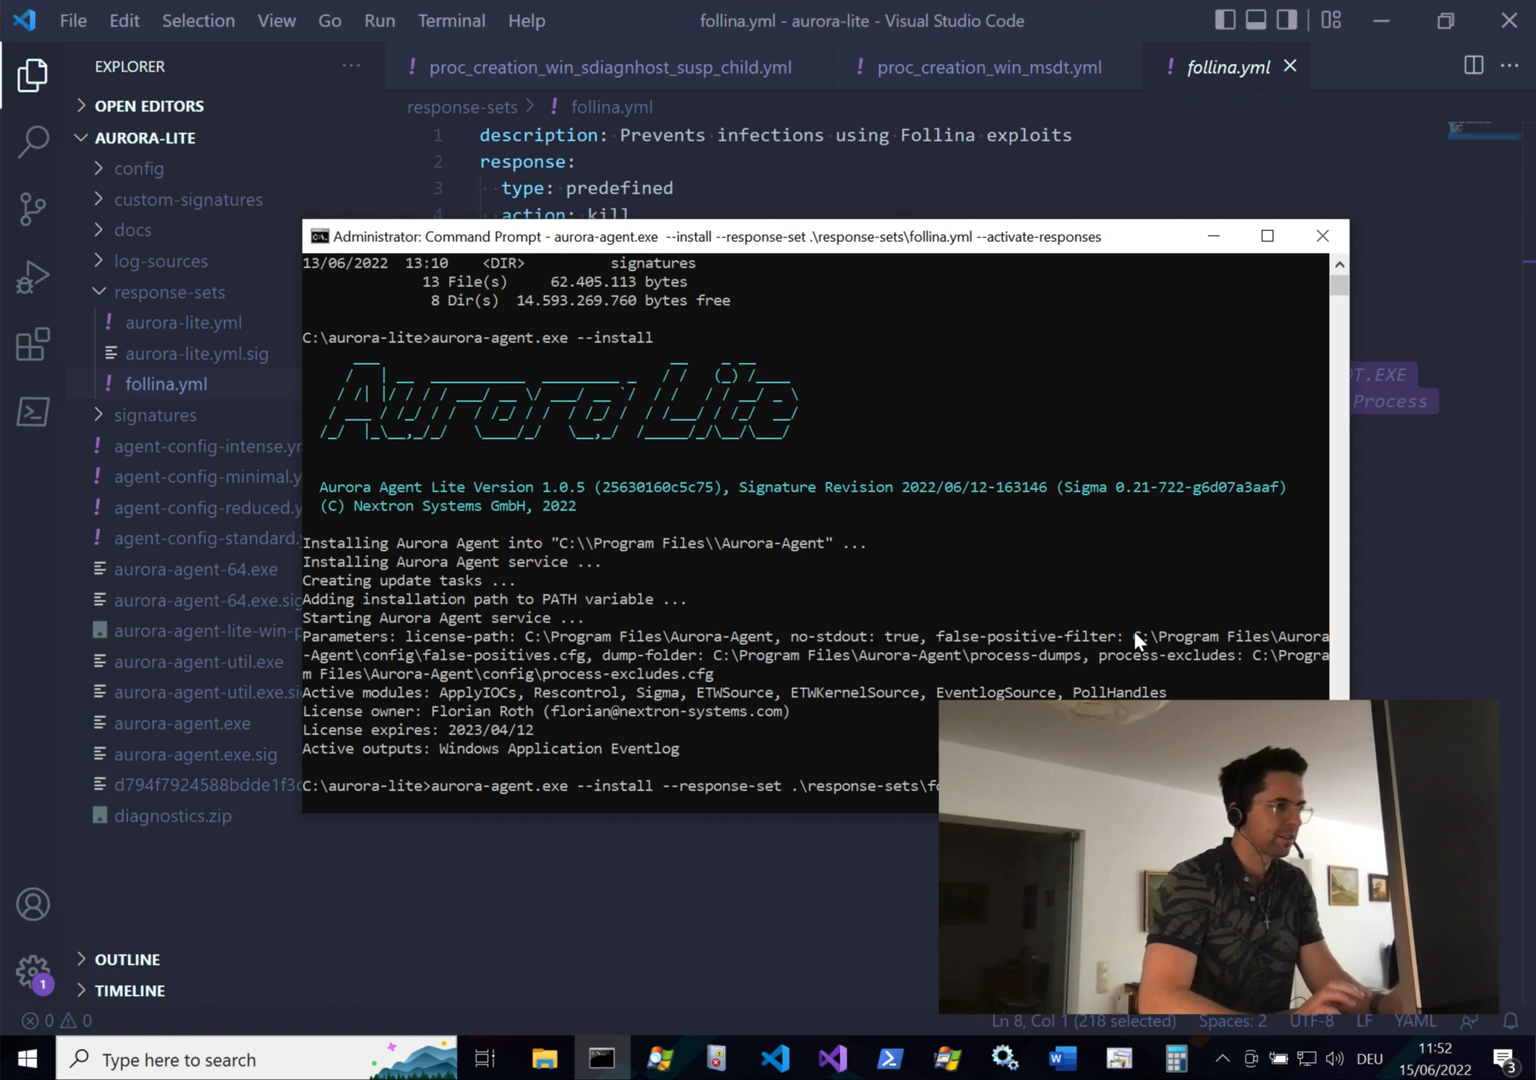 File Edit Selection View Go Run Terminal Help
follina.yml - aurora-lite - Visual Studio Code
EXPLORER
OPEN EDITORS
AURORA-LITE
config
custom-signatures
docs
log-sources
response-sets
! aurora-lite.yml
aurora-lite.yml.sig
! follina.yml
signatures
! agent-config-intense.y
! agent-config-minimal.y
! agent-config-reduced.y
! agent-config-standard.
aurora-agent-64.exe
aurora-agent-64.exe.sig
aurora-agent-lite-win-p
aurora-agent-util.exe
aurora-agent-util.exe.si
aurora-agent.exe
aurora-agent.exe.sig
d794f7924588bdde1f3c
diagnostics.zip
OUTLINE
TIMELINE
! proc_creation_win_sdiagnhost_susp_child.yml
! proc_creation_win_msdt.yml
! follina.yml
response-sets > ! follina.yml
1 description: Prevents infections using Follina exploits
2 response:
3 type: predefined
4 action: kill
T.EXE
Process
Administrator: Command Prompt - aurora-agent.exe --install --response-set .\response-sets\follina.yml --activate-responses
13/06/2022 13:10 <DIR> signatures
13 File(s) 62.405.113 bytes
8 Dir(s) 14.593.269.760 bytes free
C:\aurora-lite>aurora-agent.exe --install
Aurora Lite
Aurora Agent Lite Version 1.0.5 (25630160c5c75), Signature Revision 2022/06/12-163146 (Sigma 0.21-722-g6d07a3aaf)
(C) Nextron Systems GmbH, 2022
Installing Aurora Agent into "C:\\Program Files\\Aurora-Agent" ...
Installing Aurora Agent service ...
Creating update tasks ...
Adding installation path to PATH variable ...
Starting Aurora Agent service ...
Parameters: license-path: C:\Program Files\Aurora-Agent, no-stdout: true, false-positive-filter: C:\Program Files\Aurora
-Agent\config\false-positives.cfg, dump-folder: C:\Program Files\Aurora-Agent\process-dumps, process-excludes: C:\Progra
m Files\Aurora-Agent\config\process-excludes.cfg
Active modules: ApplyIOCs, Rescontrol, Sigma, ETWSource, ETWKernelSource, EventlogSource, PollHandles
License owner: Florian Roth (florian@nextron-systems.com)
License expires: 2023/04/12
Active outputs: Windows Application Eventlog
C:\aurora-lite>aurora-agent.exe --install --response-set .\response-sets\fo
1
0 0
Ln 8, Col 1 (218 selected) Spaces: 2 UTF-8 LF YAML
Type here to search
DEU
11:52
15/06/2022
3